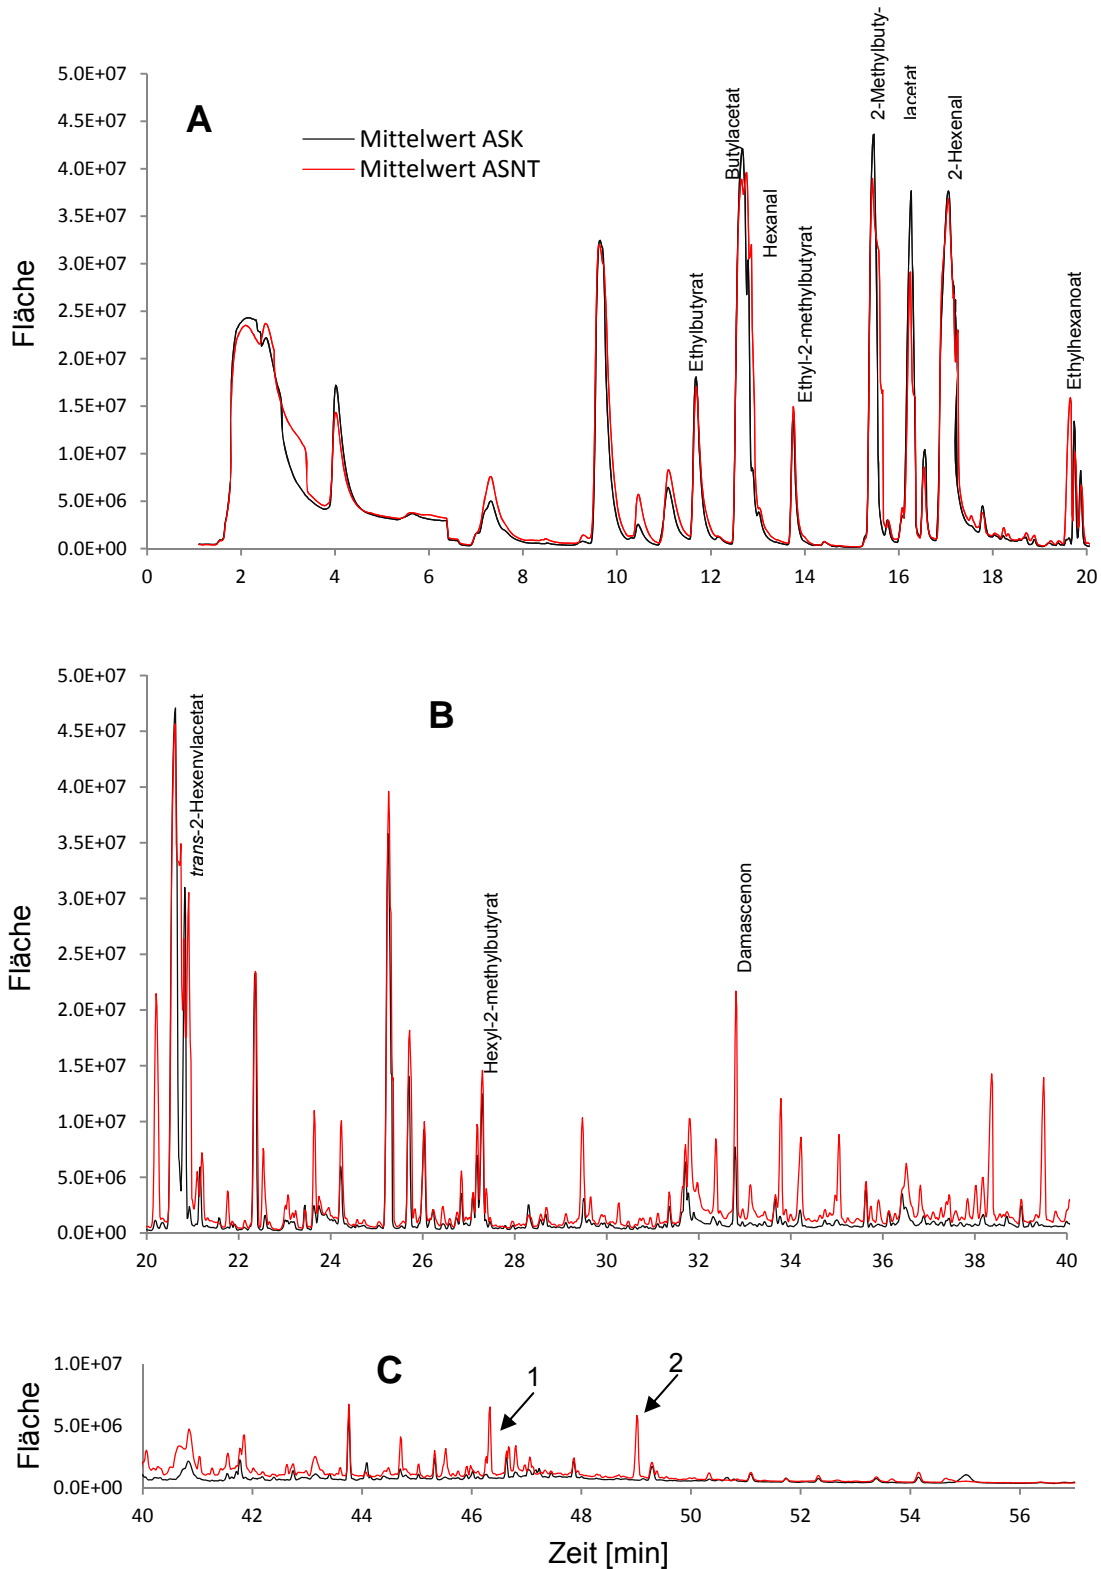 5.0E+07
4.5E+07
4.0E+07
3.5E+07
3.0E+07
2.5E+07
2.0E+07
1.5E+07
1.0E+07
5.0E+06
0.0E+00
Fläche
A
Mittelwert ASK
Mittelwert ASNT
Ethylbutyrat
Butylacetat
Hexanal
Ethyl-2-methylbutyrat
2-Methylbuty-
lacetat
2-Hexenal
Ethylhexanoat
0 2 4 6 8 10 12 14 16 18 20
5.0E+07
4.5E+07
4.0E+07
3.5E+07
3.0E+07
2.5E+07
2.0E+07
1.5E+07
1.0E+07
5.0E+06
0.0E+00
Fläche
B
trans-2-Hexenylacetat
Hexyl-2-methylbutyrat
Damascenon
20 22 24 26 28 30 32 34 36 38 40
1.0E+07
5.0E+06
0.0E+00
Fläche
C
1
2
40 42 44 46 48 50 52 54 56
Zeit [min]